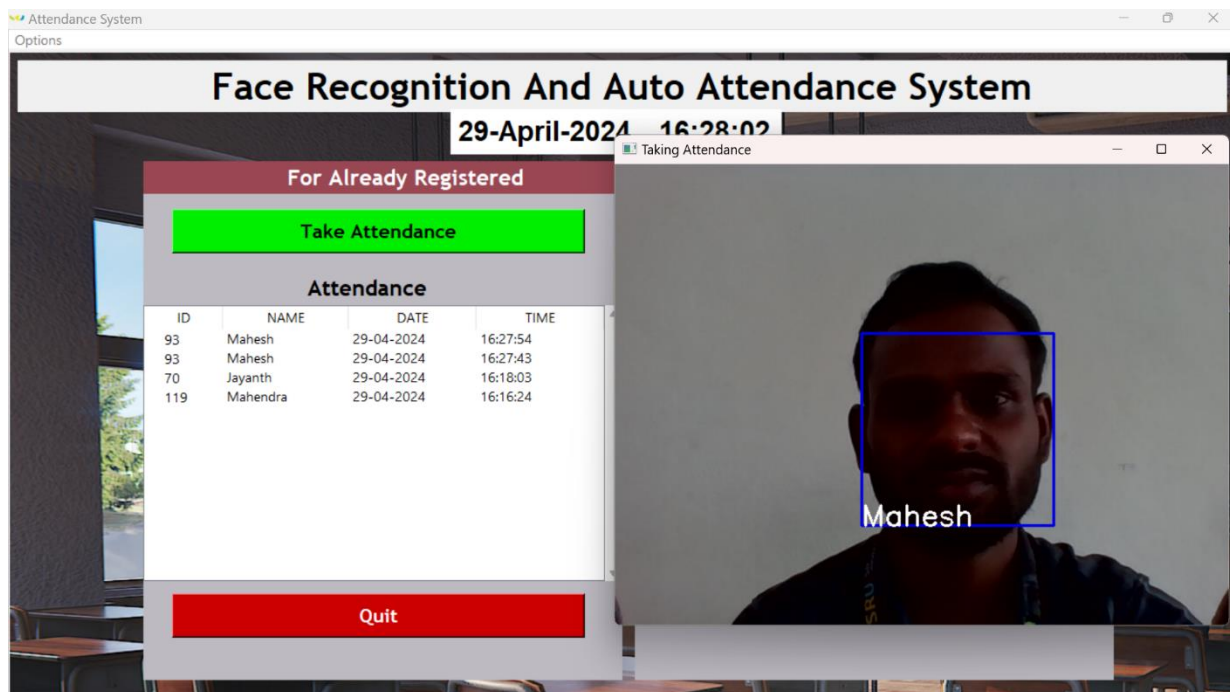 Attendance System
Options
Face Recognition And Auto Attendance System
29-April-2024 16:28:02
Taking Attendance
For Already Registered
Take Attendance
Attendance
ID NAME DATE TIME
93 Mahesh 29-04-2024 16:27:54
93 Mahesh 29-04-2024 16:27:43
70 Jayanth 29-04-2024 16:18:03
119 Mahendra 29-04-2024 16:16:24
Mahesh
SRU
Quit